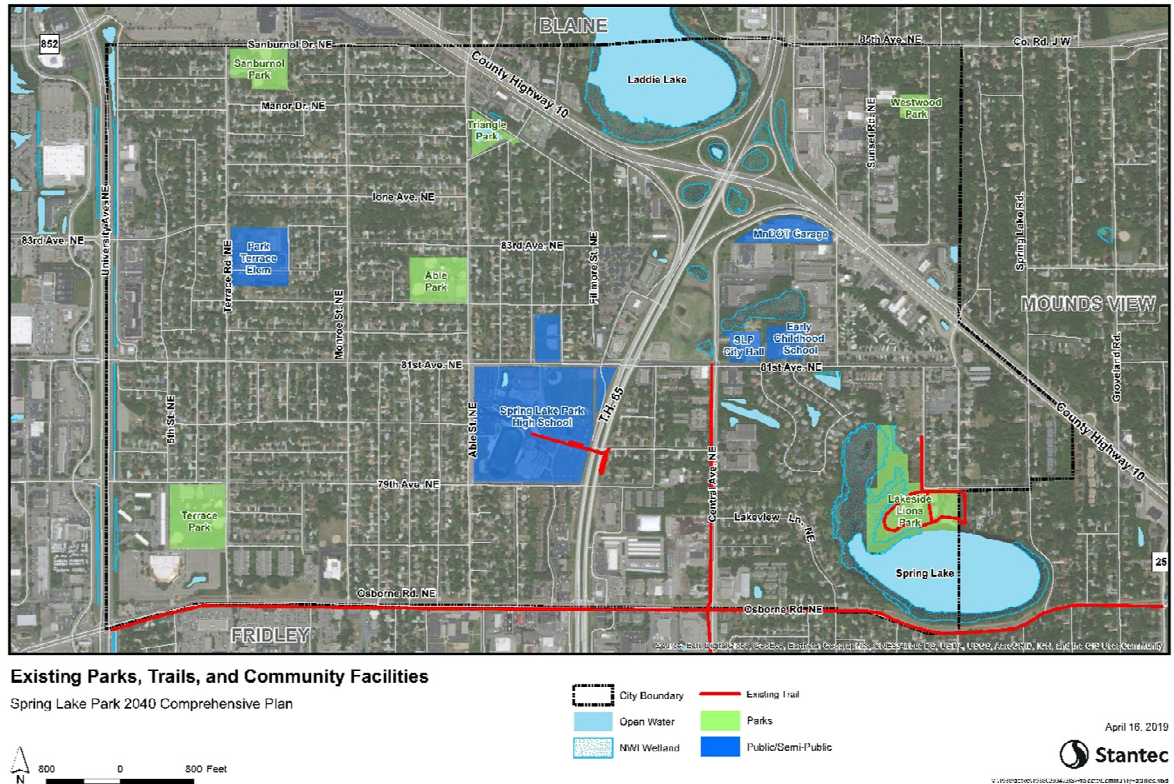 BLAINE
852
Sanburnol Dr. NE
85th Ave. NE
Co. Rd. J W
Sanburnol
Park
County Highway 10
Laddie Lake
Manor Dr. NE
Westwood
Park
Triangle
Park
Sunset Rd. NE
University Ave. NE
Ione Ave. NE
Spring Lake Rd.
83rd Ave. NE
Park
Terrace
Elem
Terrace Rd. NE
83rd Ave. NE
Fillmore St. NE
MnDOT Garage
Able
Park
Monroe St. NE
MOUNDS VIEW
SLP
City Hall
Early
Childhood
School
Groveland Rd.
81st Ave. NE
81st Ave. NE
5th St. NE
Able St. NE
Spring Lake Park
High School
T.H. 65
County Highway 10
Central Ave. NE
79th Ave. NE
Terrace
Park
Lakeview Ln. NE
Lakeside
Lions
Park
Spring Lake
25
Osborne Rd. NE
Osborne Rd. NE
FRIDLEY
Existing Parks, Trails, and Community Facilities
Spring Lake Park 2040 Comprehensive Plan
City Boundary
Existing Trail
Open Water
Parks
NWI Wetland
Public/Semi-Public
April 16, 2019
N
800 0 800 Feet
Stantec